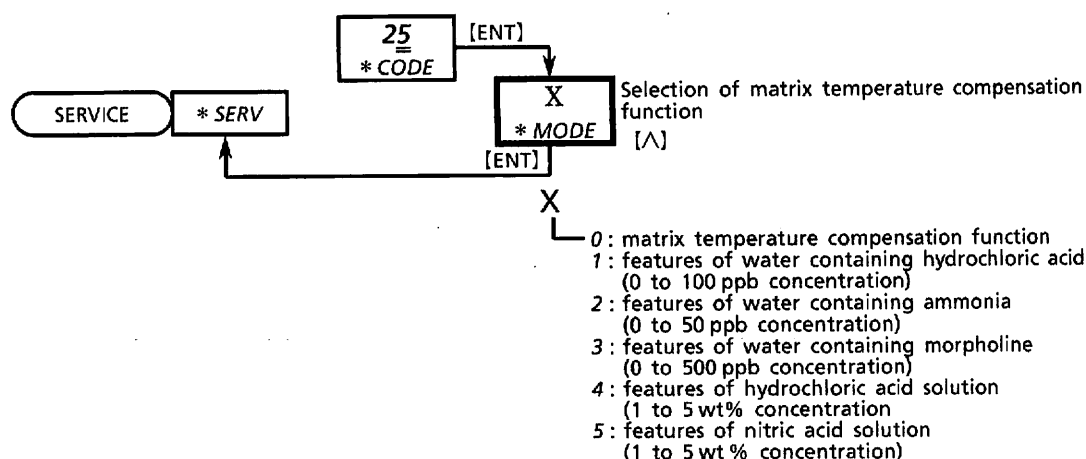 25
[ENT]
* CODE
X
Selection of matrix temperature compensation
function
SERVICE
* SERV
* MODE
[∧]
[ENT]
X
0 : matrix temperature compensation function
1 : features of water containing hydrochloric acid
(0 to 100 ppb concentration)
2 : features of water containing ammonia
(0 to 50 ppb concentration)
3 : features of water containing morpholine
(0 to 500 ppb concentration)
4 : features of hydrochloric acid solution
(1 to 5 wt% concentration
5 : features of nitric acid solution
(1 to 5 wt % concentration)